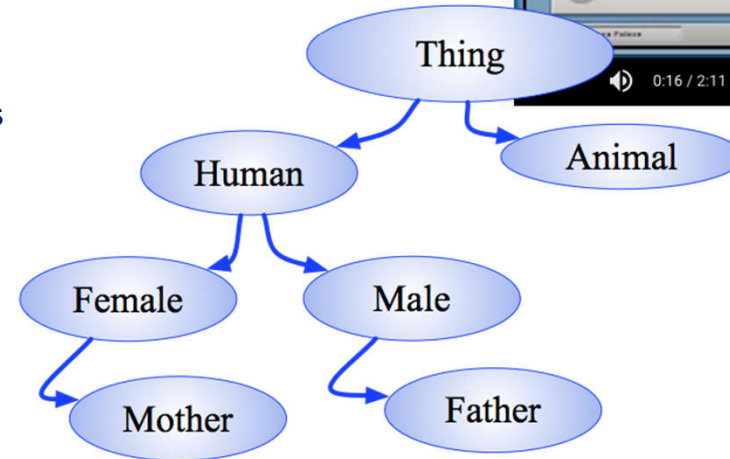 Thing
0:16 / 2:11
Human
Animal
s
Female
Male
Mother
Father